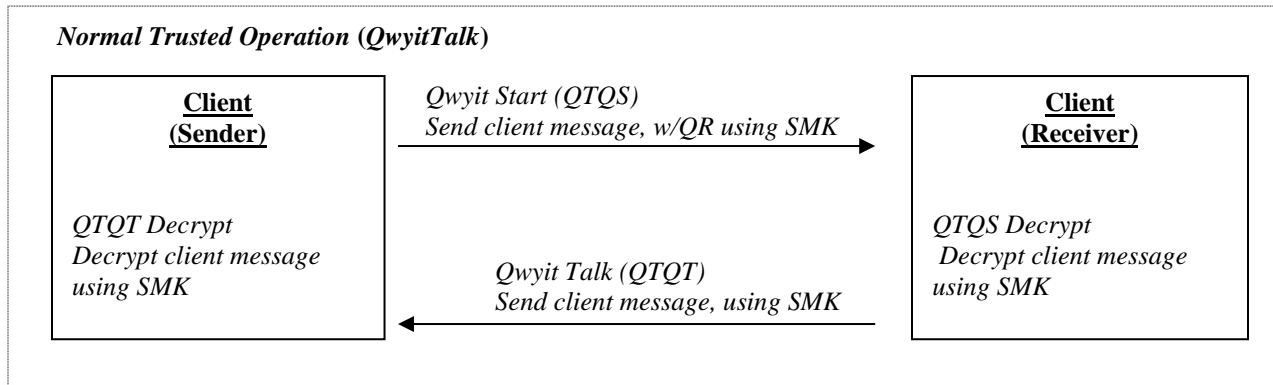 Normal Trusted Operation (QwyitTalk)
Client
(Sender)
QTQT Decrypt
Decrypt client message
using SMK
Qwyit Start (QTQS)
Send client message, w/QR using SMK
Qwyit Talk (QTQT)
Send client message, using SMK
Client
(Receiver)
QTQS Decrypt
Decrypt client message
using SMK